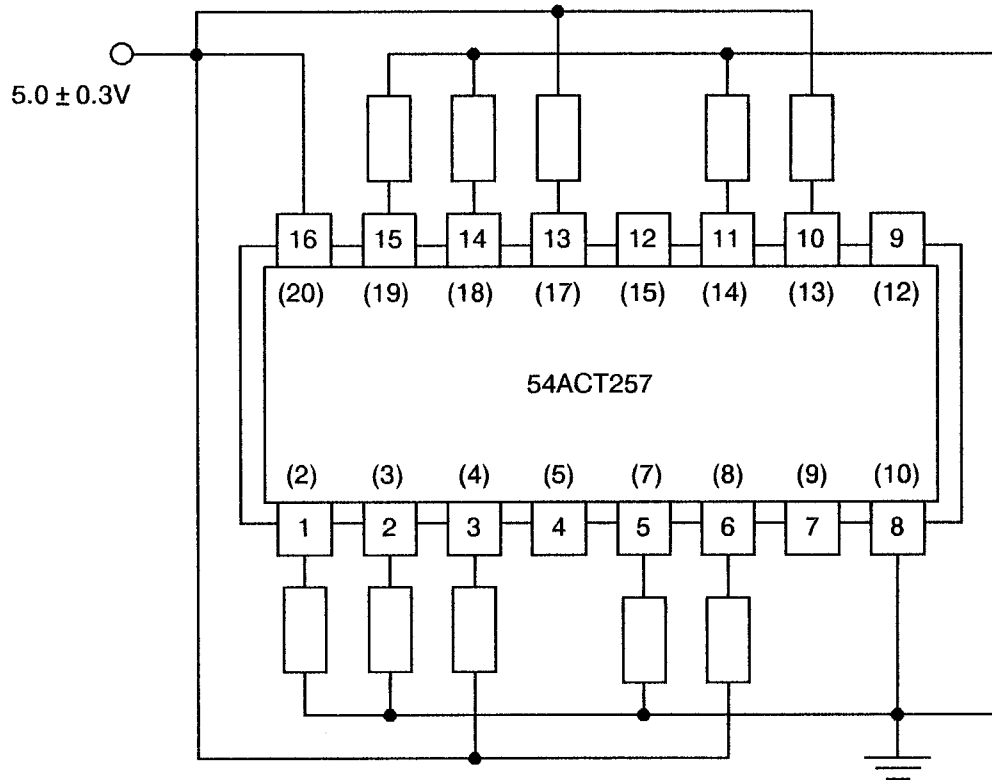 5.0 ± 0.3V
16 15 14 13 12 11 10 9
(20) (19) (18) (17) (15) (14) (13) (12)
54ACT257
(2) (3) (4) (5) (7) (8) (9) (10)
1 2 3 4 5 6 7 8